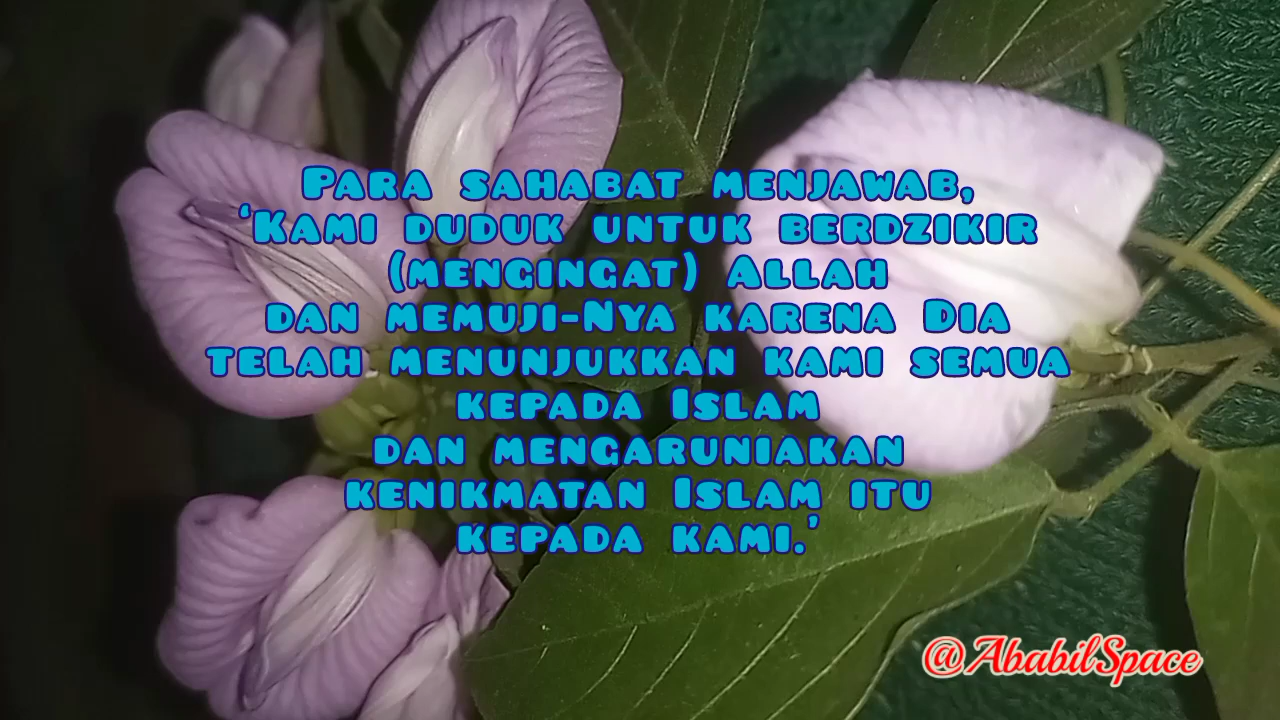 Para sahabat menjawab,
‘Kami duduk untuk berdzikir
(mengingat) Allah
dan memuji-Nya karena Dia
telah menunjukkan kami semua
kepada Islam
dan mengaruniakan
kenikmatan Islam itu
kepada kami.’
@AbabilSpace